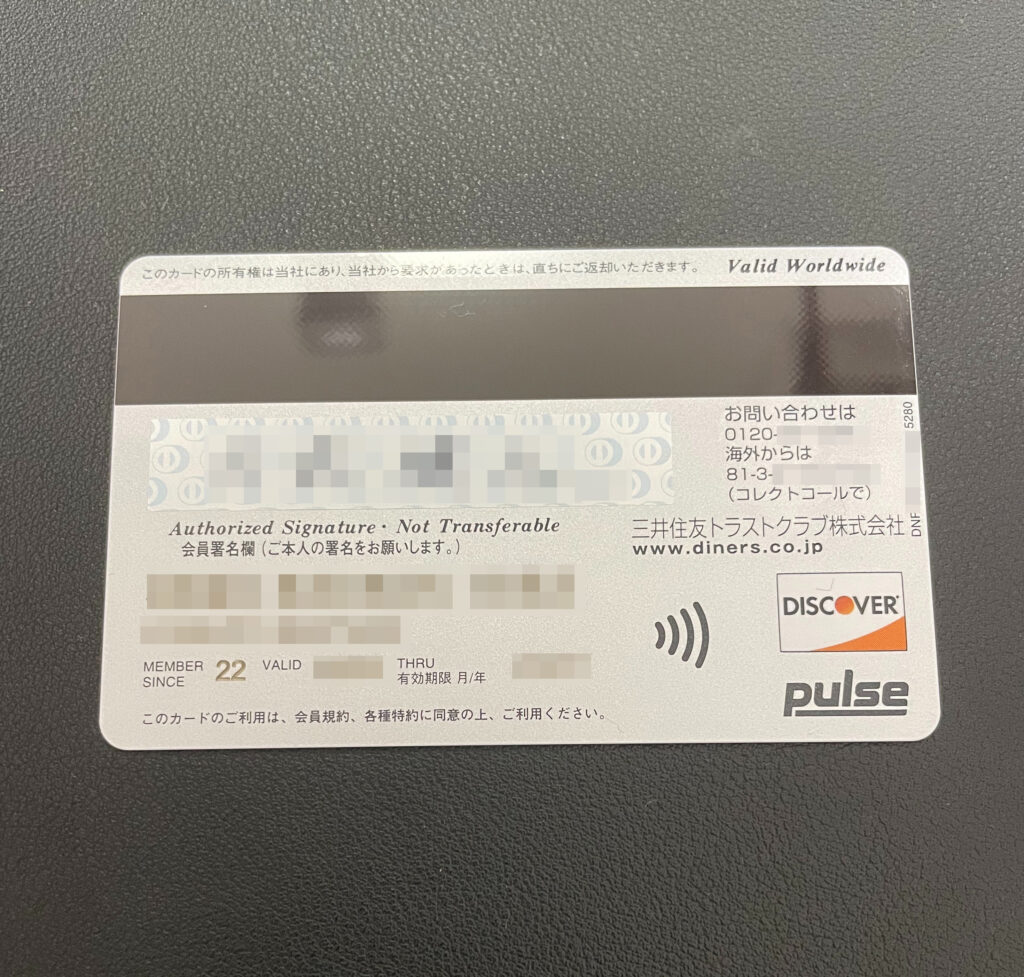 このカードの所有権は当社にあり、当社から要求があったときは、直ちにご返却いただきます。 Valid Worldwide
お問い合わせは
0120-
海外からは
81-3-
(コレクトコールで)
5280
DNF
Authorized Signature・Not Transferable
会員署名欄 (ご本人の署名をお願いします。)
三井住友トラストクラブ株式会社
www.diners.co.jp
DISCOVER
MEMBER SINCE 22 VALID THRU
有効期限 月/年
pulse
このカードのご利用は、会員規約、各種特約に同意の上、ご利用ください。